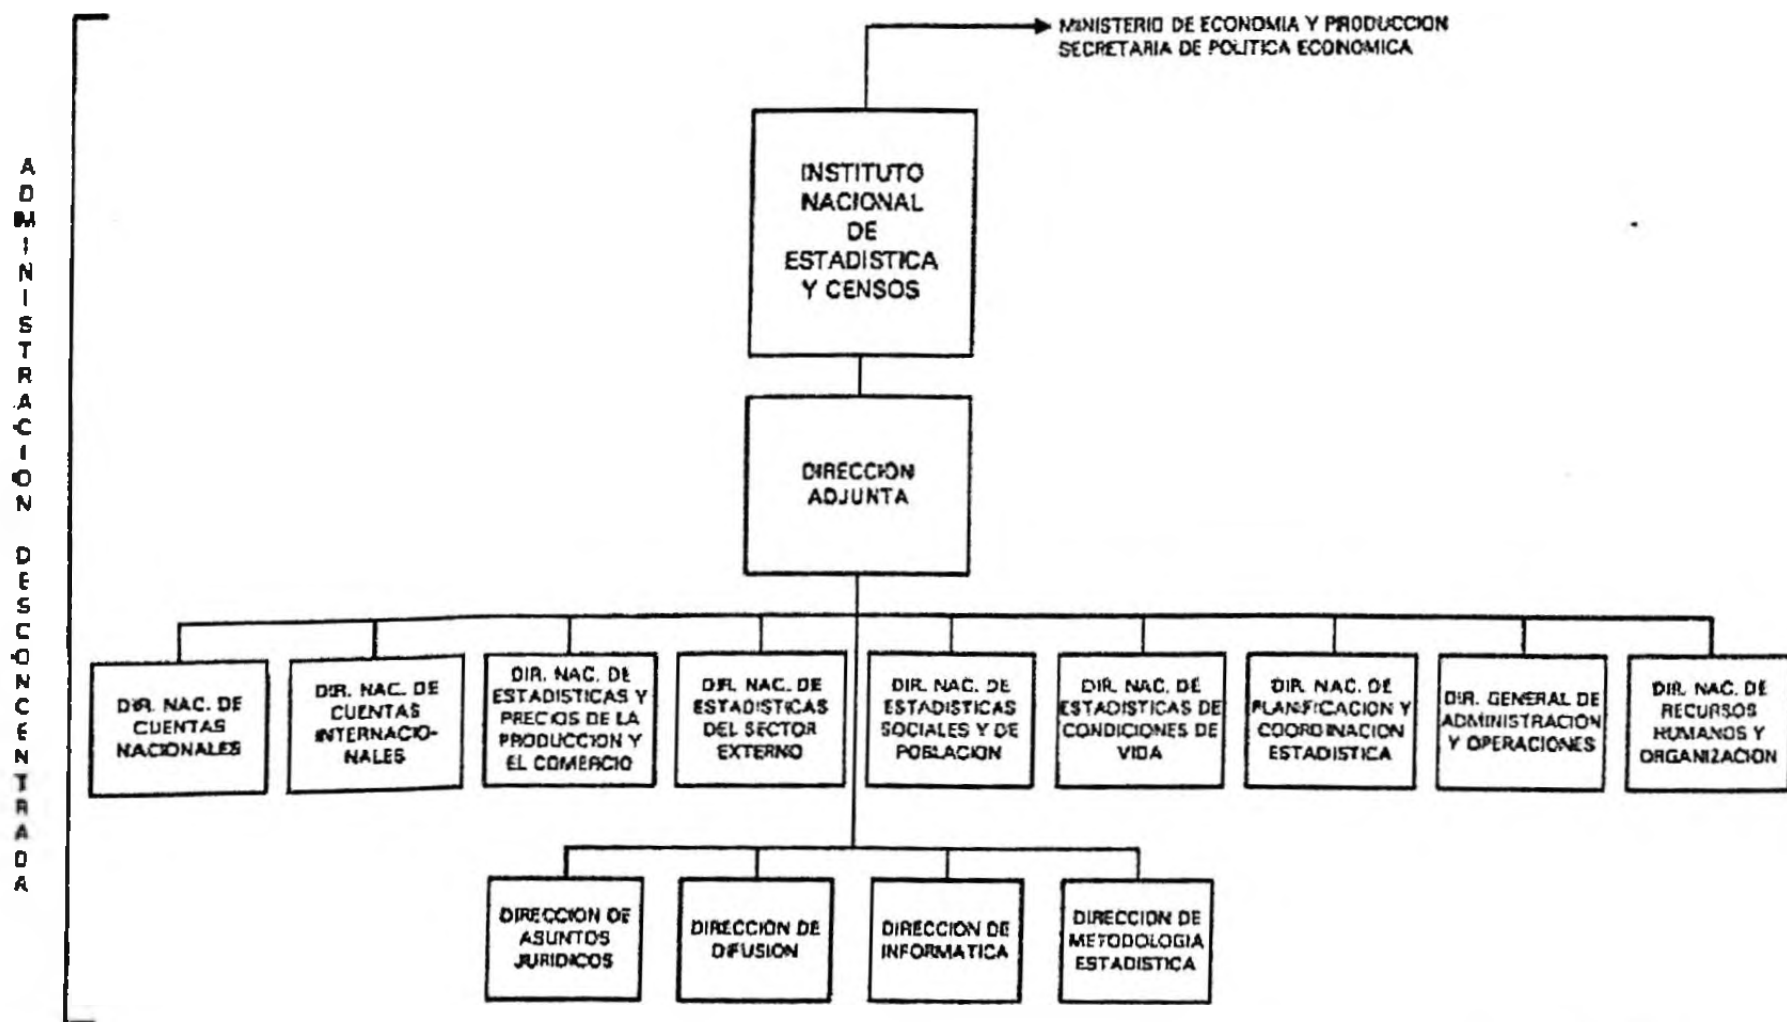 MINISTERIO DE ECONOMIA Y PRODUCCION
SECRETARIA DE POLITICA ECONOMICA
ADMINISTRACION DESCONCENTRADA
INSTITUTO
NACIONAL
DE
ESTADISTICA
Y CENSOS
DIRECCION
ADJUNTA
DIR. NAC. DE
CUENTAS
NACIONALES
DIR. NAC. DE
CUENTAS
INTERNACIO-
NALES
DIR. NAC. DE
ESTADISTICAS Y
PRECIOS DE LA
PRODUCCION Y
EL COMERCIO
DIR. NAC. DE
ESTADISTICAS
DEL SECTOR
EXTERNO
DIR. NAC. DE
ESTADISTICAS
SOCIALES Y DE
POBLACION
DIR. NAC. DE
ESTADISTICAS DE
CONDICIONES DE
VIDA
DIR. NAC. DE
PLANIFICACION Y
COORDINACION
ESTADISTICA
DIR. GENERAL DE
ADMINISTRACION
Y OPERACIONES
DIR. NAC. DE
RECURSOS
HUMANOS Y
ORGANIZACION
DIRECCION DE
ASUNTOS
JURIDICOS
DIRECCION DE
DIFUSION
DIRECCION DE
INFORMATICA
DIRECCION DE
METODOLOGIA
ESTADISTICA